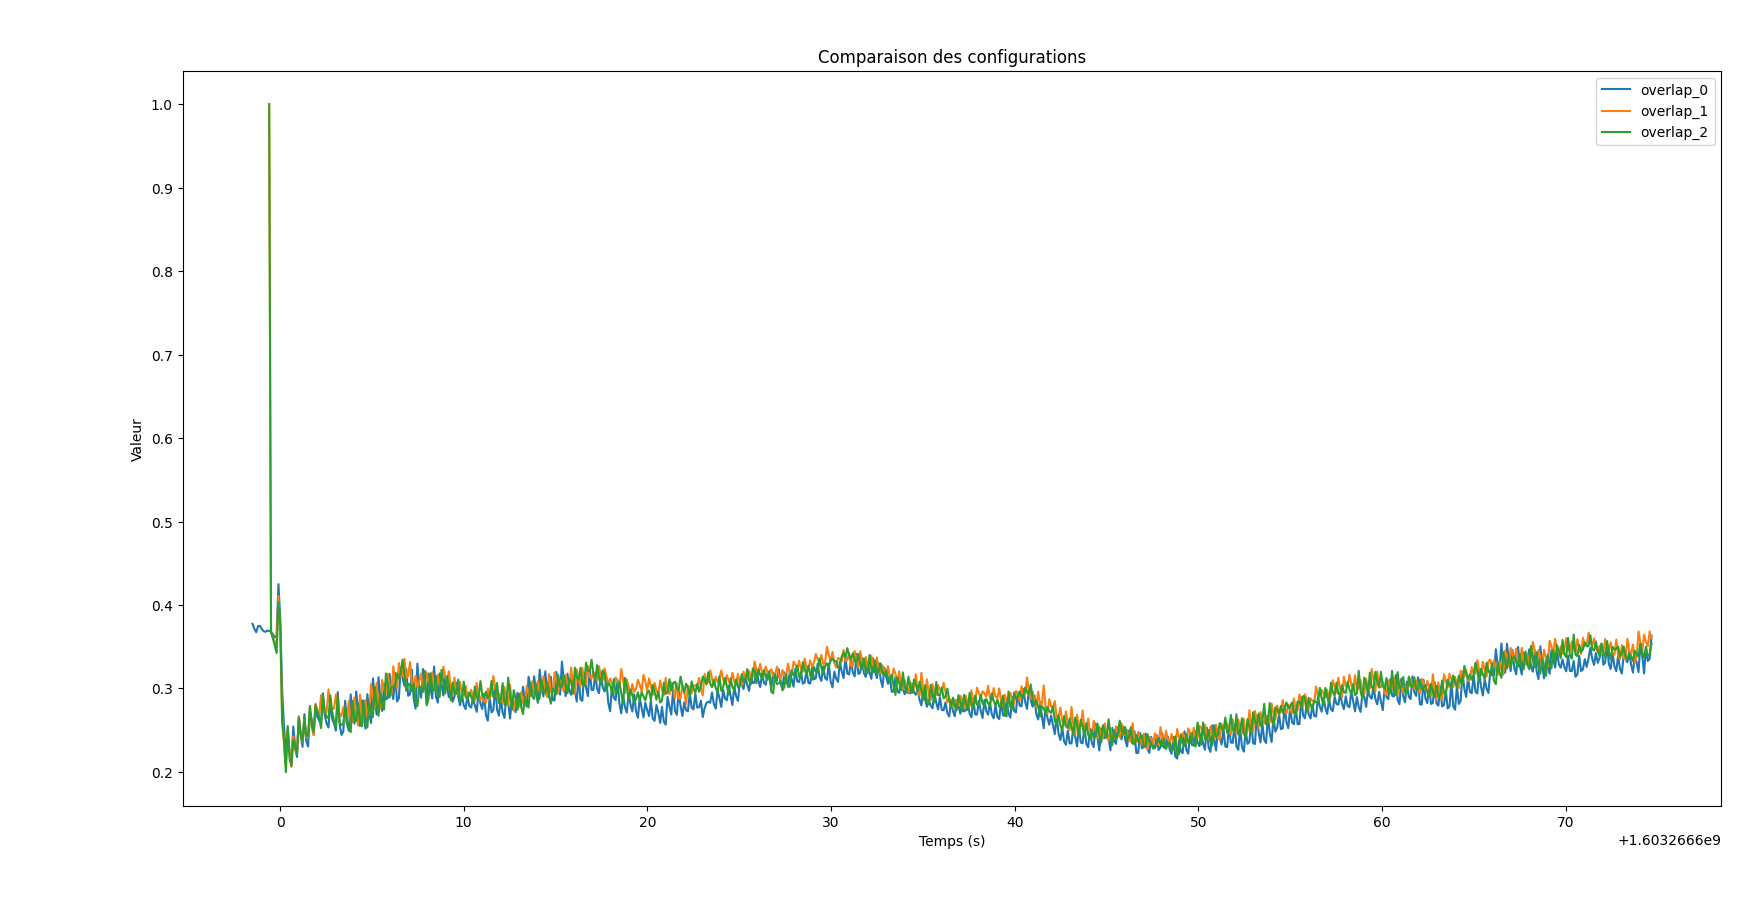 Comparaison des configurations
overlap_0
overlap_1
overlap_2
1.0
0.9
0.8
0.7
0.6
0.5
0.4
0.3
0.2
Valeur
0 10 20 30 40 50 60 70
Temps (s)
+1.6032666e9